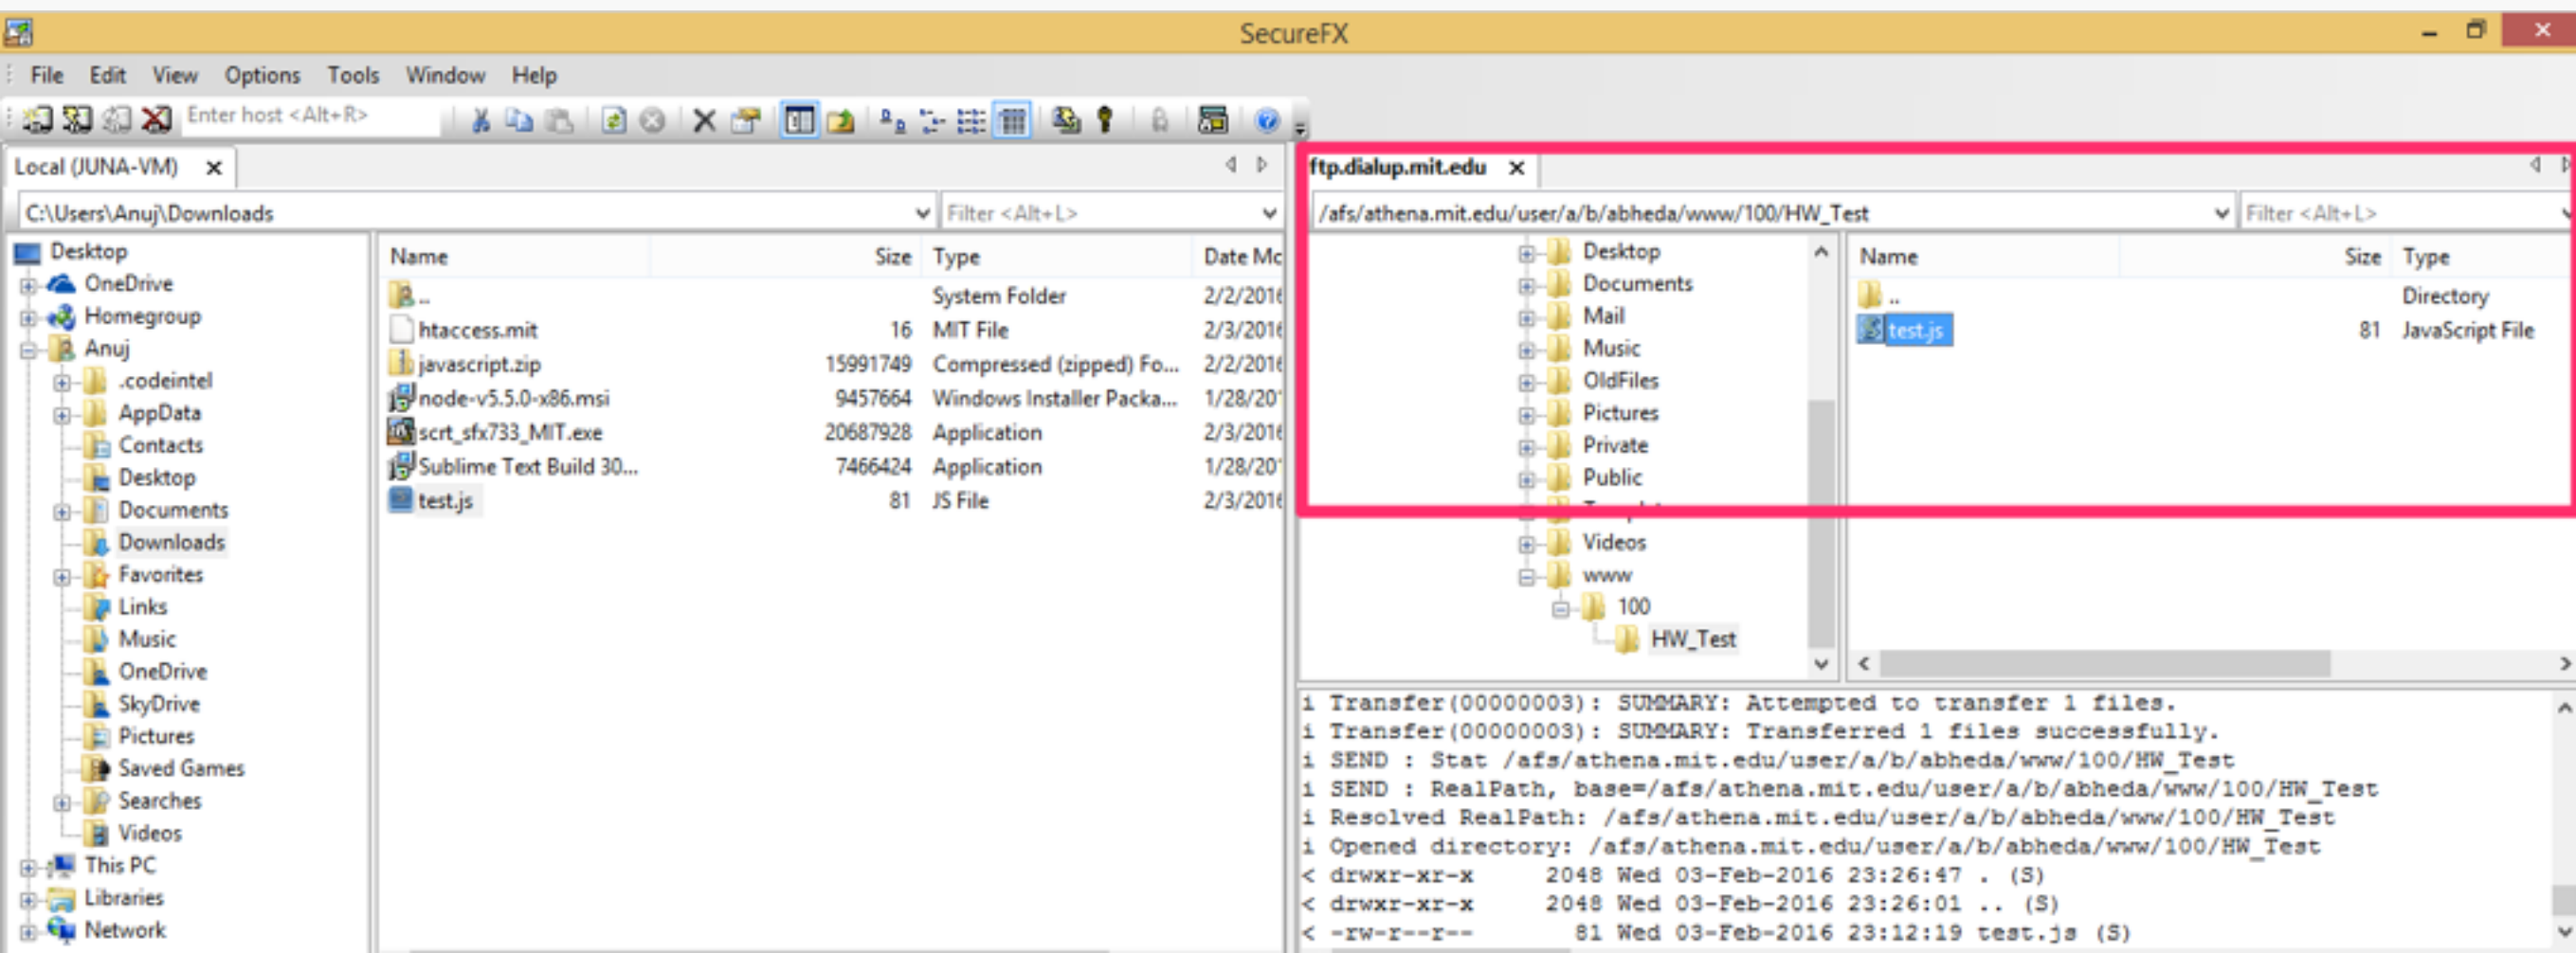 SecureFX
File Edit View Options Tools Window Help
Enter host <Alt+R>
Local (JUNA-VM)
C:\Users\Anuj\Downloads
Filter <Alt+L>
Desktop
OneDrive
Homegroup
Anuj
.codeintel
AppData
Contacts
Desktop
Documents
Downloads
Favorites
Links
Music
OneDrive
SkyDrive
Pictures
Saved Games
Searches
Videos
This PC
Libraries
Network
Name Size Type Date Mc
.. System Folder 2/2/2016
htaccess.mit 16 MIT File 2/3/2016
javascript.zip 15991749 Compressed (zipped) Fo... 2/2/2016
node-v5.5.0-x86.msi 9457664 Windows Installer Packa... 1/28/20
scrt_sfx733_MIT.exe 20687928 Application 2/3/2016
Sublime Text Build 30... 7466424 Application 1/28/20
test.js 81 JS File 2/3/2016
ftp.dialup.mit.edu
/afs/athena.mit.edu/user/a/b/abheda/www/100/HW_Test
Filter <Alt+L>
Desktop
Documents
Mail
Music
OldFiles
Pictures
Private
Public
Videos
www
100
HW_Test
Name Size Type
.. Directory
test.js 81 JavaScript File
i Transfer(00000003): SUMMARY: Attempted to transfer 1 files.
i Transfer(00000003): SUMMARY: Transferred 1 files successfully.
i SEND : Stat /afs/athena.mit.edu/user/a/b/abheda/www/100/HW_Test
i SEND : RealPath, base=/afs/athena.mit.edu/user/a/b/abheda/www/100/HW_Test
i Resolved RealPath: /afs/athena.mit.edu/user/a/b/abheda/www/100/HW_Test
i Opened directory: /afs/athena.mit.edu/user/a/b/abheda/www/100/HW_Test
< drwxr-xr-x 2048 Wed 03-Feb-2016 23:26:47 . (S)
< drwxr-xr-x 2048 Wed 03-Feb-2016 23:26:01 .. (S)
< -rw-r--r-- 81 Wed 03-Feb-2016 23:12:19 test.js (S)